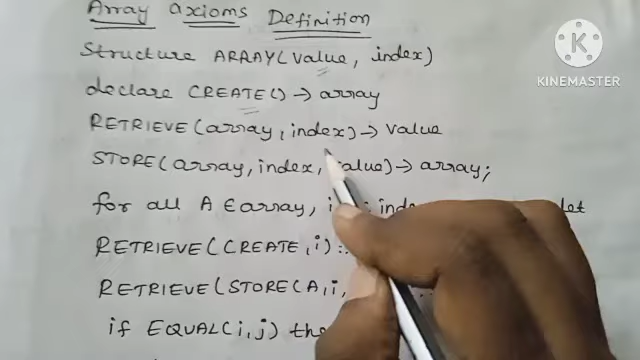 Array axioms Definition
Structure ARRAY(value, index)
declare CREATE() → array
RETRIEVE(array, index) → value
STORE(array, index, value) → array;
for all A ∈ array, i
RETRIEVE(CREATE, i) ::
RETRIEVE(STORE(A, i,
if EQUAL(i, j) the
KINEMASTER